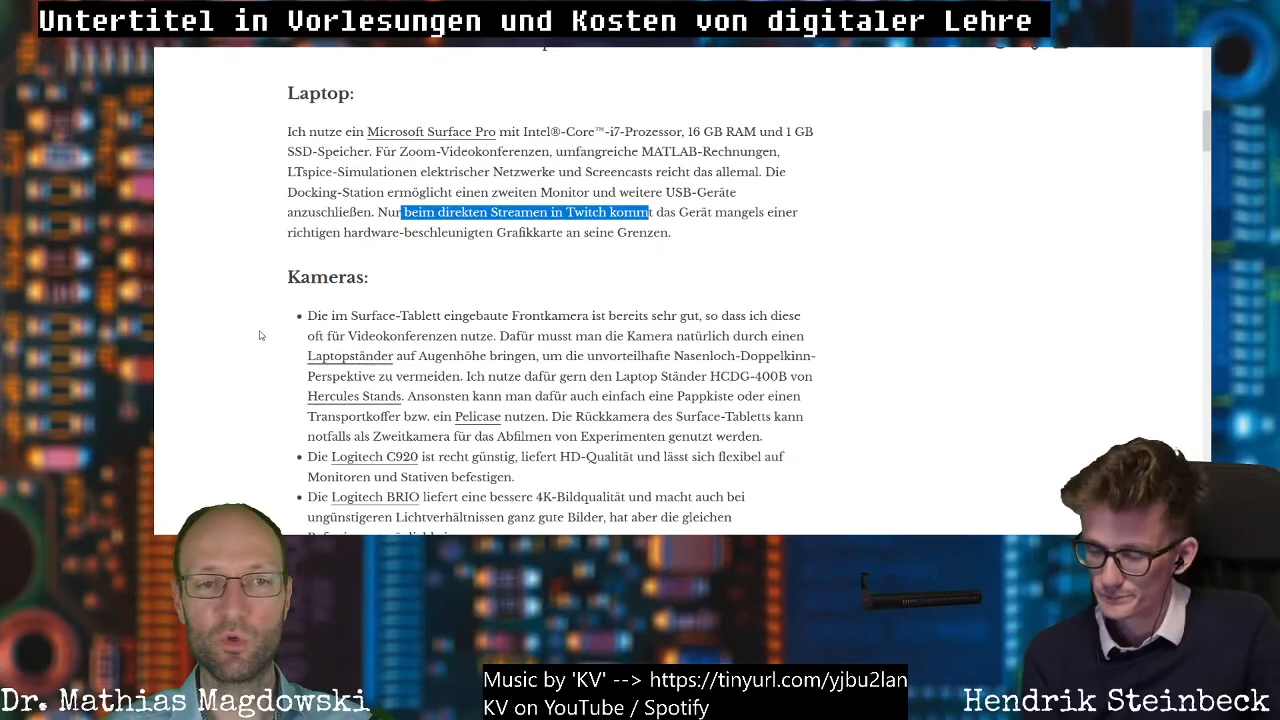 Untertitel in Vorlesungen und Kosten von digitaler Lehre
Laptop:
Ich nutze ein Microsoft Surface Pro mit Intel®-Core™-i7-Prozessor, 16 GB RAM und 1 GB
SSD-Speicher. Für Zoom-Videokonferenzen, umfangreiche MATLAB-Rechnungen,
LTspice-Simulationen elektrischer Netzwerke und Screencasts reicht das allemal. Die
Docking-Station ermöglicht einen zweiten Monitor und weitere USB-Geräte
anzuschließen. Nur beim direkten Streamen in Twitch kommt das Gerät mangels einer
richtigen hardware-beschleunigten Grafikkarte an seine Grenzen.
Kameras:
• Die im Surface-Tablett eingebaute Frontkamera ist bereits sehr gut, so dass ich diese
oft für Videokonferenzen nutze. Dafür musst man die Kamera natürlich durch einen
Laptopständer auf Augenhöhe bringen, um die unvorteilhafte Nasenloch-Doppelkinn-
Perspektive zu vermeiden. Ich nutze dafür gern den Laptop Ständer HCDG-400B von
Hercules Stands. Ansonsten kann man dafür auch einfach eine Pappkiste oder einen
Transportkoffer bzw. ein Pelicase nutzen. Die Rückkamera des Surface-Tabletts kann
notfalls als Zweitkamera für das Abfilmen von Experimenten genutzt werden.
• Die Logitech C920 ist recht günstig, liefert HD-Qualität und lässt sich flexibel auf
Monitoren und Stativen befestigen.
• Die Logitech BRIO liefert eine bessere 4K-Bildqualität und macht auch bei
ungünstigeren Lichtverhältnissen ganz gute Bilder, hat aber die gleichen
Music by 'KV' --> https://tinyurl.com/yjbu2lan
KV on YouTube / Spotify
Dr. Mathias Magdowski
Hendrik Steinbeck